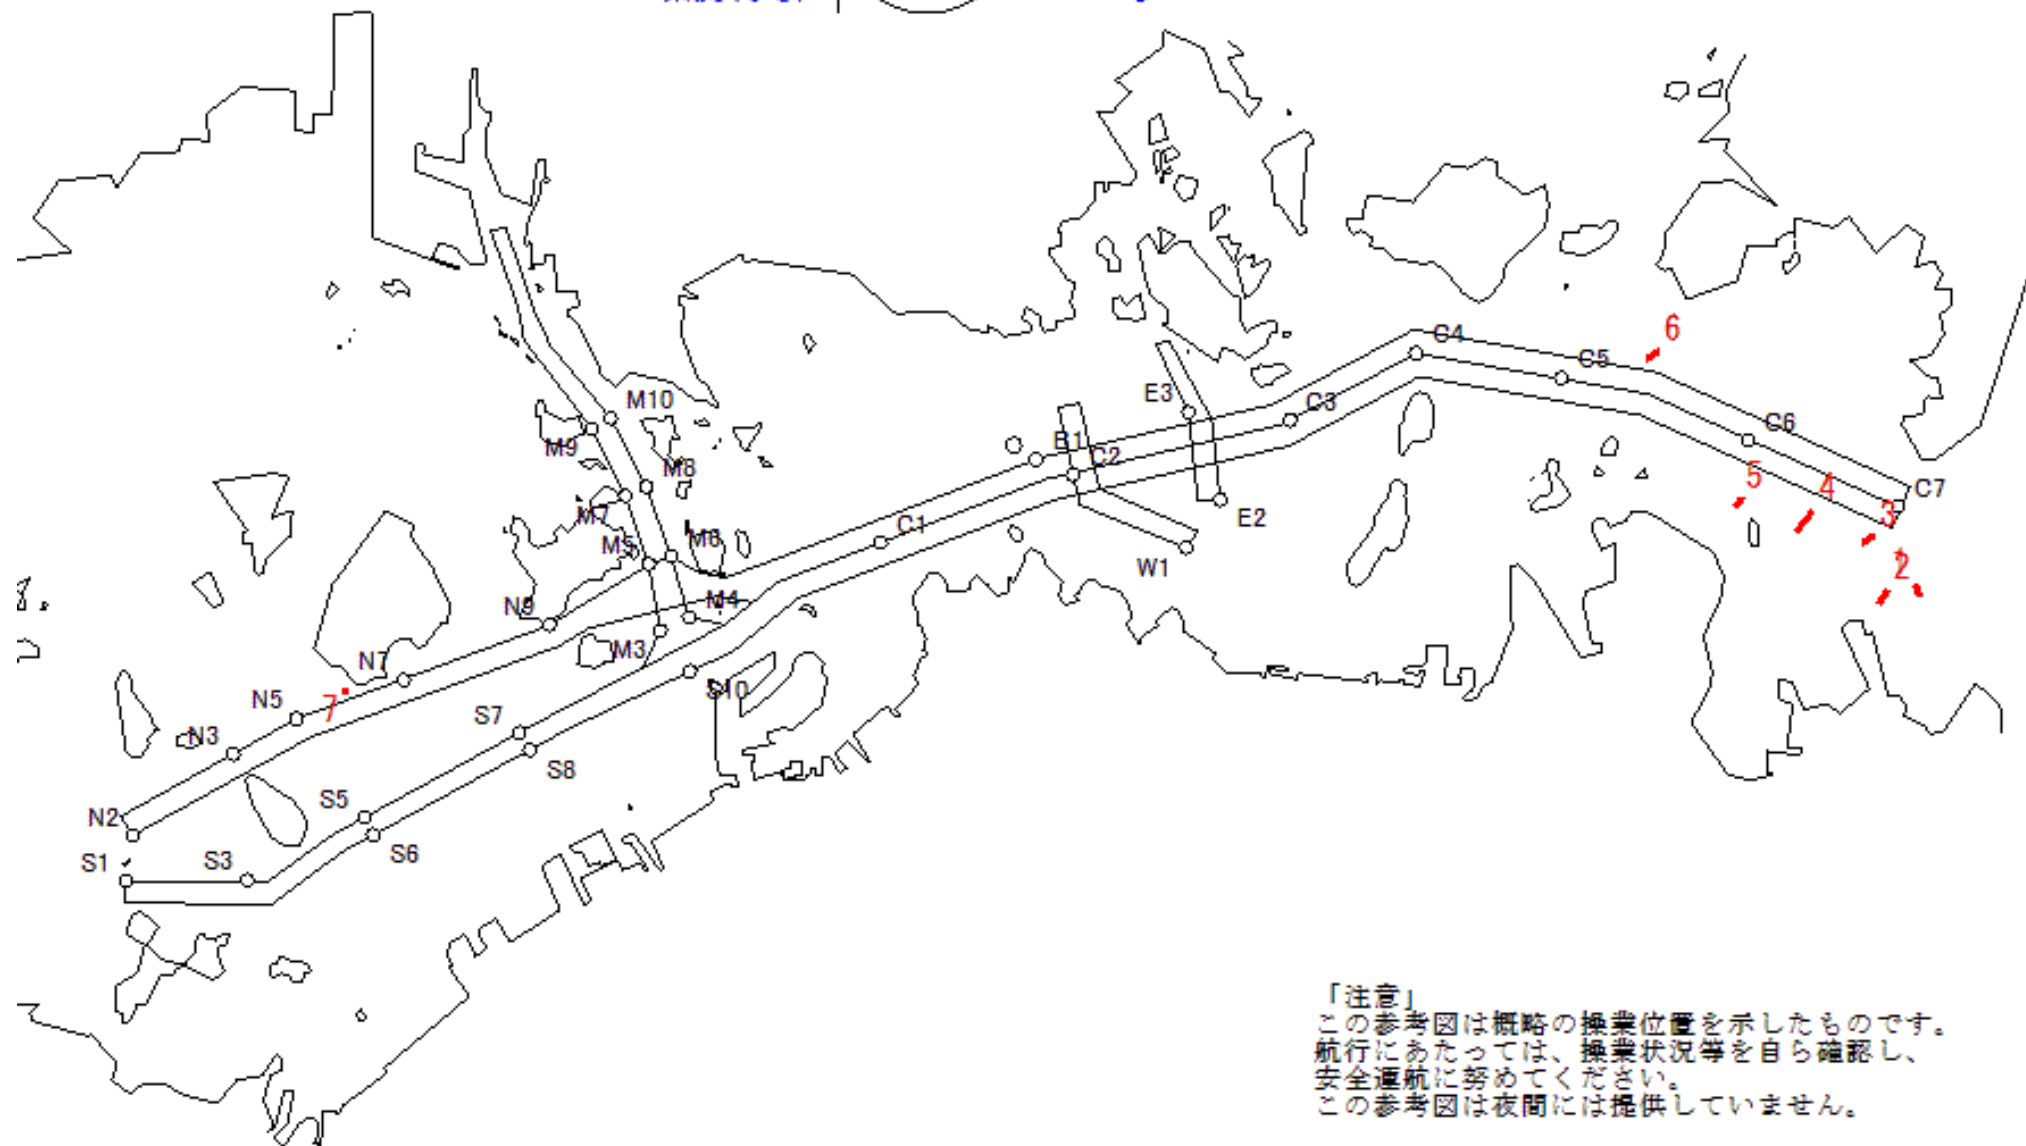 6
C4
C5
M10
E3
C3
C6
M9
B1
M8
C2
5
4
C7
M7
E2
3
C1
M5
M6
W1
2
N9
M4
M3
N7
S10
N5
7
S7
N3
S8
S5
N2
S6
S1
S3
「注意」
この参考図は概略の操業位置を示したものです。
航行にあたっては、操業状況等を自ら確認し、
安全運航に努めてください。
この参考図は夜間には提供していません。